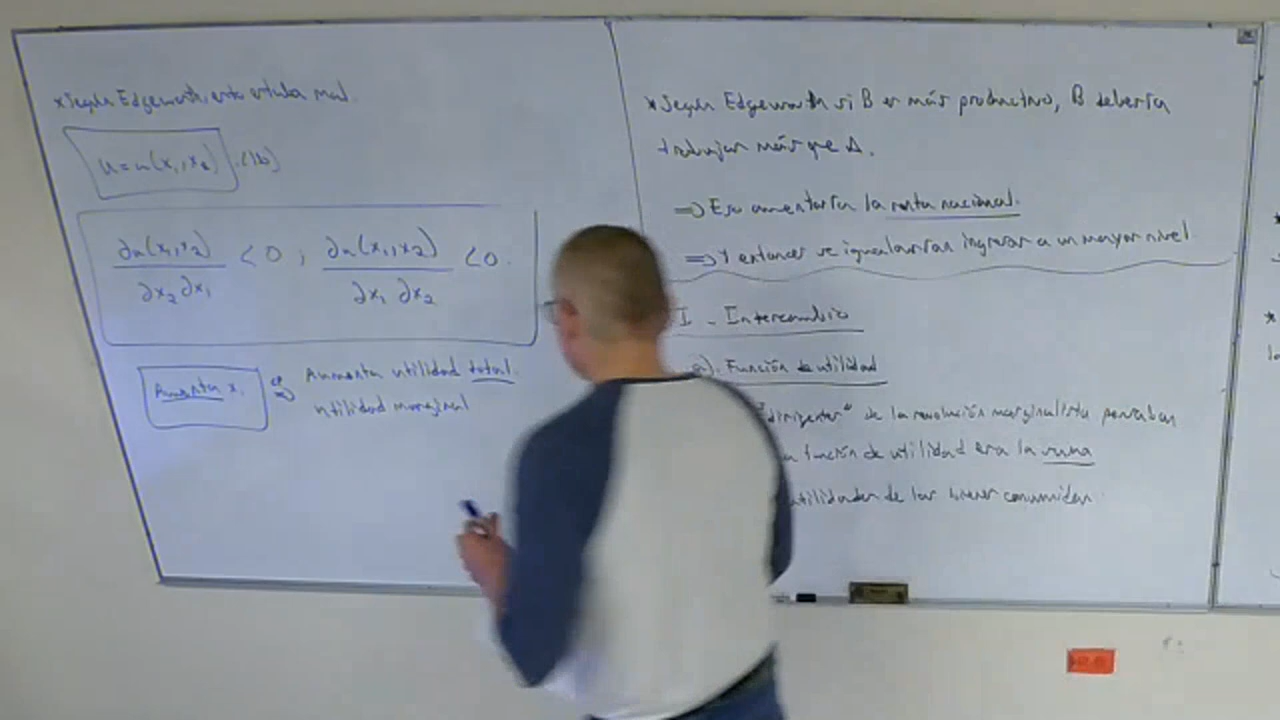 * Según Edgeworth, esto estaba mal.
u = u(x₁, x₂) (1b)
∂u(x₁,x₂) / ∂x₂ ∂x₁ < 0 ; ∂u(x₁,x₂) / ∂x₁ ∂x₂ < 0.
Aumenta x₁ ⇒ Aumenta utilidad total.
utilidad marginal
* Según Edgeworth si B es más productivo, B debería
trabajar más que A.
⇒ Eso aumentaría la renta nacional.
⇒ Y entonces se igualarían ingresos a un mayor nivel
I - Intercambio
a). Función de utilidad
"dirigentes" de la revolución marginalista pensaban
función de utilidad era la suma
utilidades de los bienes consumidos